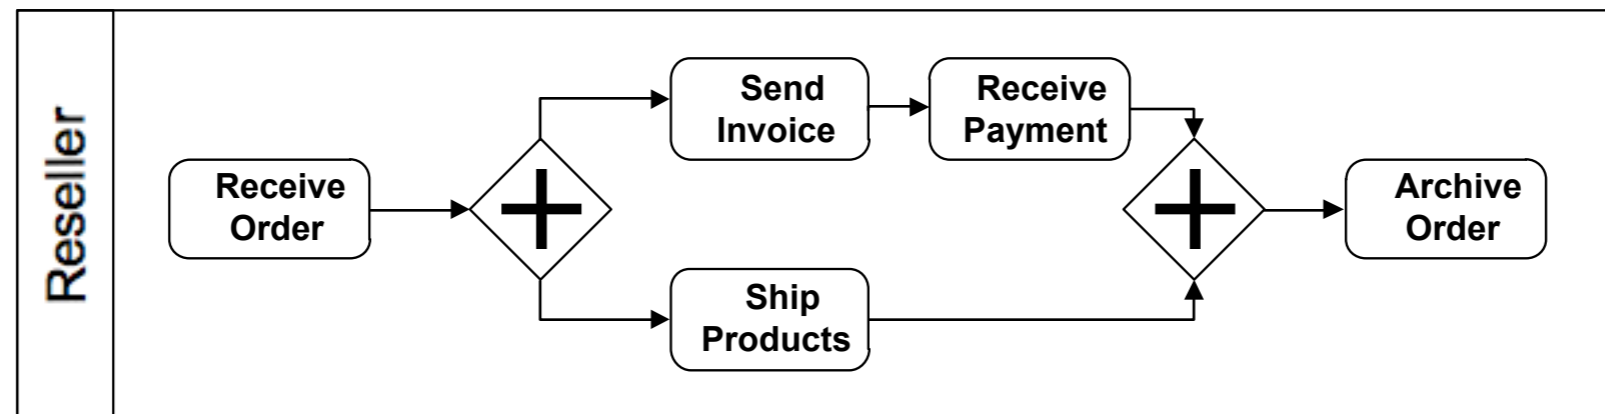 Reseller
Receive
Order
Send
Invoice
Receive
Payment
Ship
Products
Archive
Order